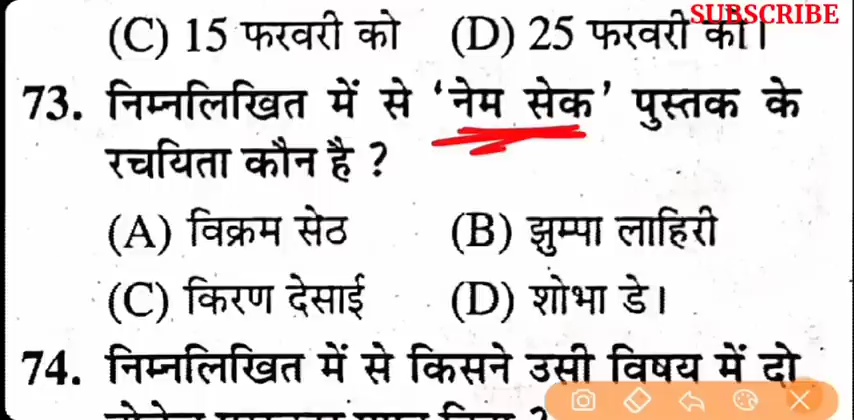 SUBSCRIBE
(C) 15 फरवरी को (D) 25 फरवरी को।
73. निम्नलिखित में से ‘नेम सेक’ पुस्तक के
रचयिता कौन है ?
(A) विक्रम सेठ (B) झुम्पा लाहिरी
(C) किरण देसाई (D) शोभा डे।
74. निम्नलिखित में से किसने उसी विषय में दो